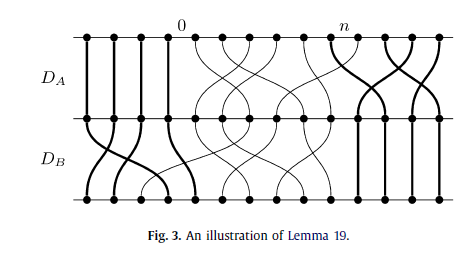 0 n
D_A
D_B
Fig. 3. An illustration of Lemma 19.